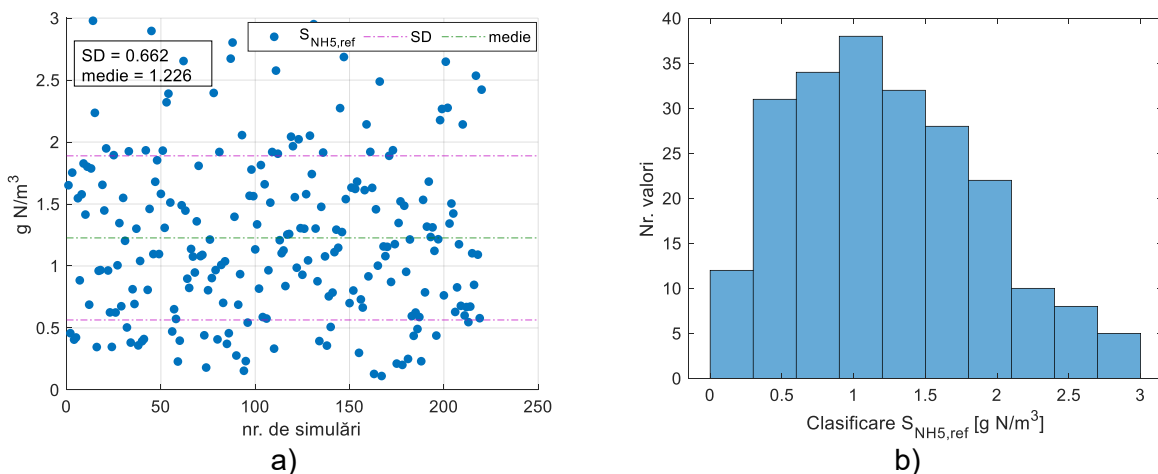 3
2.5
2
1.5
1
0.5
0
g N/m³
SD = 0.662
medie = 1.226
S_NH5,ref SD medie
0 50 100 150 200 250
nr. de simulări
a)
40
35
30
25
20
15
10
5
0
Nr. valori
0 0.5 1 1.5 2 2.5 3
Clasificare S_NH5,ref [g N/m³]
b)